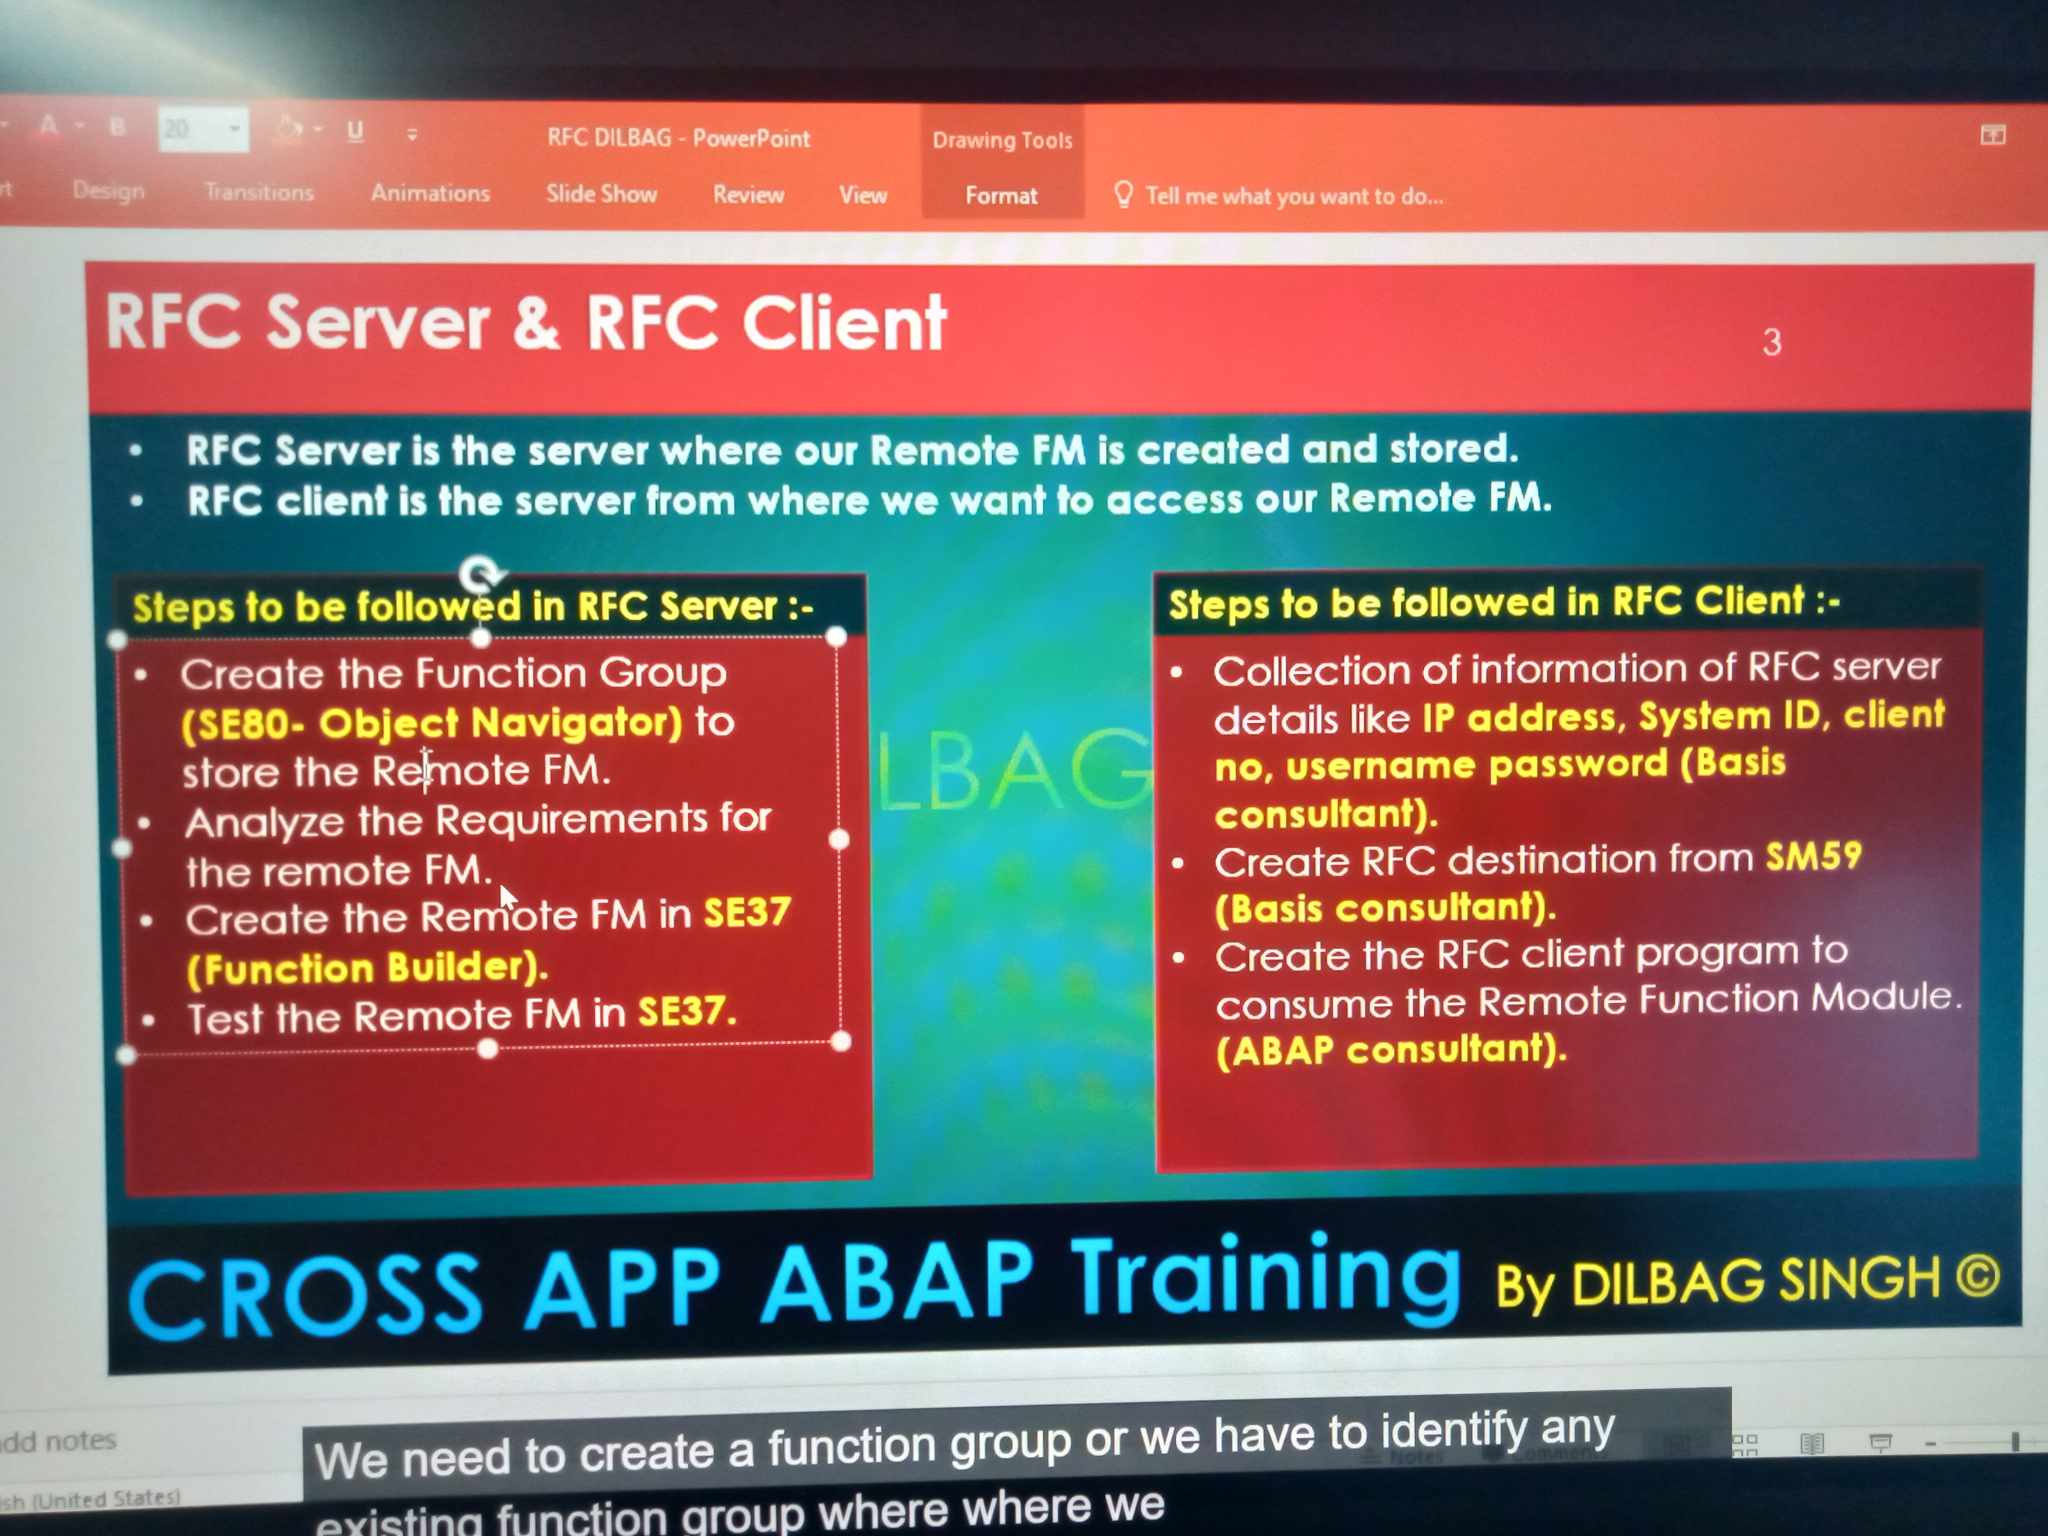 A B 20 U
RFC DILBAG - PowerPoint
Drawing Tools
Design Transitions Animations Slide Show Review View Format Tell me what you want to do...
RFC Server & RFC Client
3
• RFC Server is the server where our Remote FM is created and stored.
• RFC client is the server from where we want to access our Remote FM.
Steps to be followed in RFC Server :-
• Create the Function Group
(SE80- Object Navigator) to
store the Remote FM.
• Analyze the Requirements for
the remote FM.
• Create the Remote FM in SE37
(Function Builder).
• Test the Remote FM in SE37.
LBAG
Steps to be followed in RFC Client :-
• Collection of information of RFC server
details like IP address, System ID, client
no, username password (Basis
consultant).
• Create RFC destination from SM59
(Basis consultant).
• Create the RFC client program to
consume the Remote Function Module.
(ABAP consultant).
CROSS APP ABAP Training By DILBAG SINGH ©
add notes
We need to create a function group or we have to identify any
existing function group where where we
Notes Comments
sh (United States)